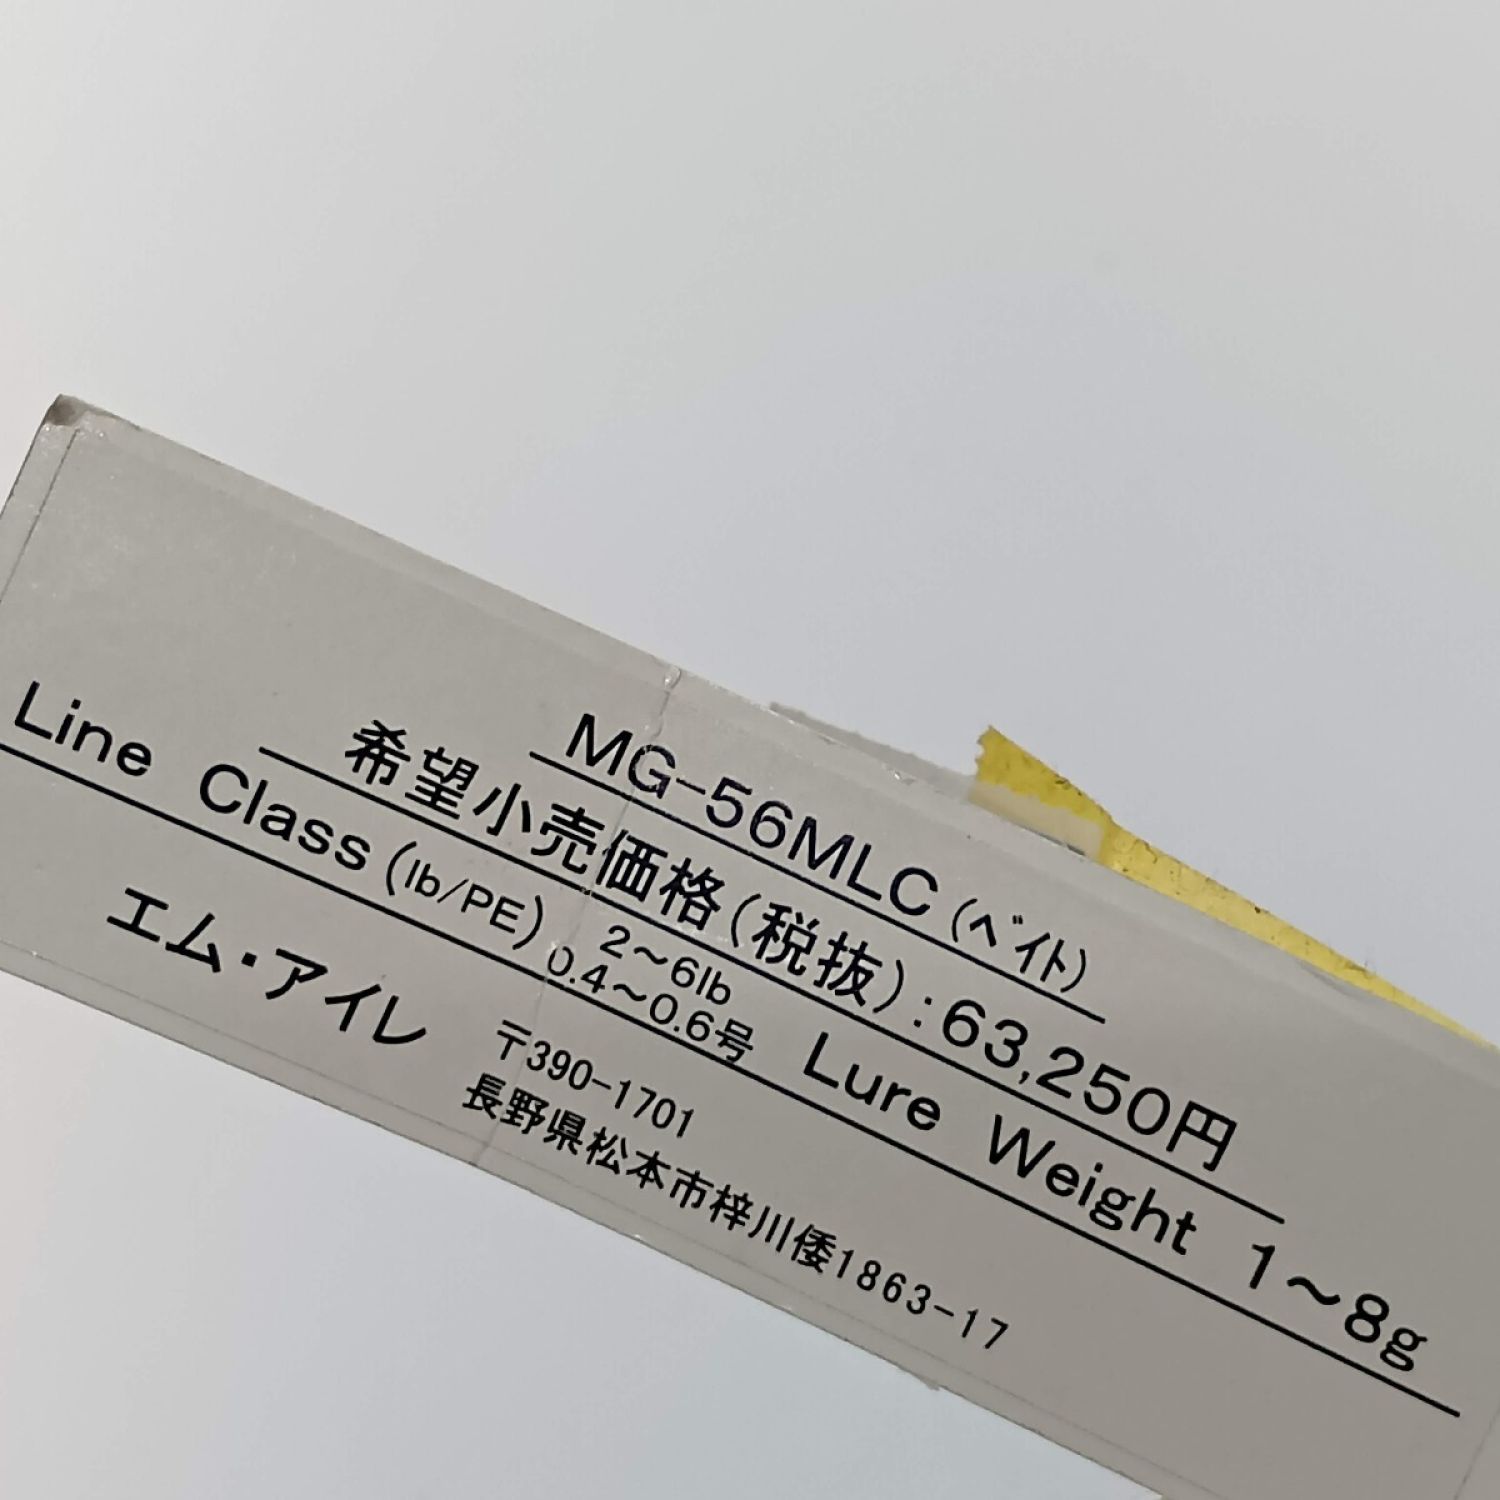 MG-56MLC(ベイト)
希望小売価格(税抜):63,250円
Line Class(lb/PE) 2～6lb 0.4～0.6号 Lure Weight 1～8g
エム・アイレ
〒390-1701
長野県松本市梓川倭1863-17